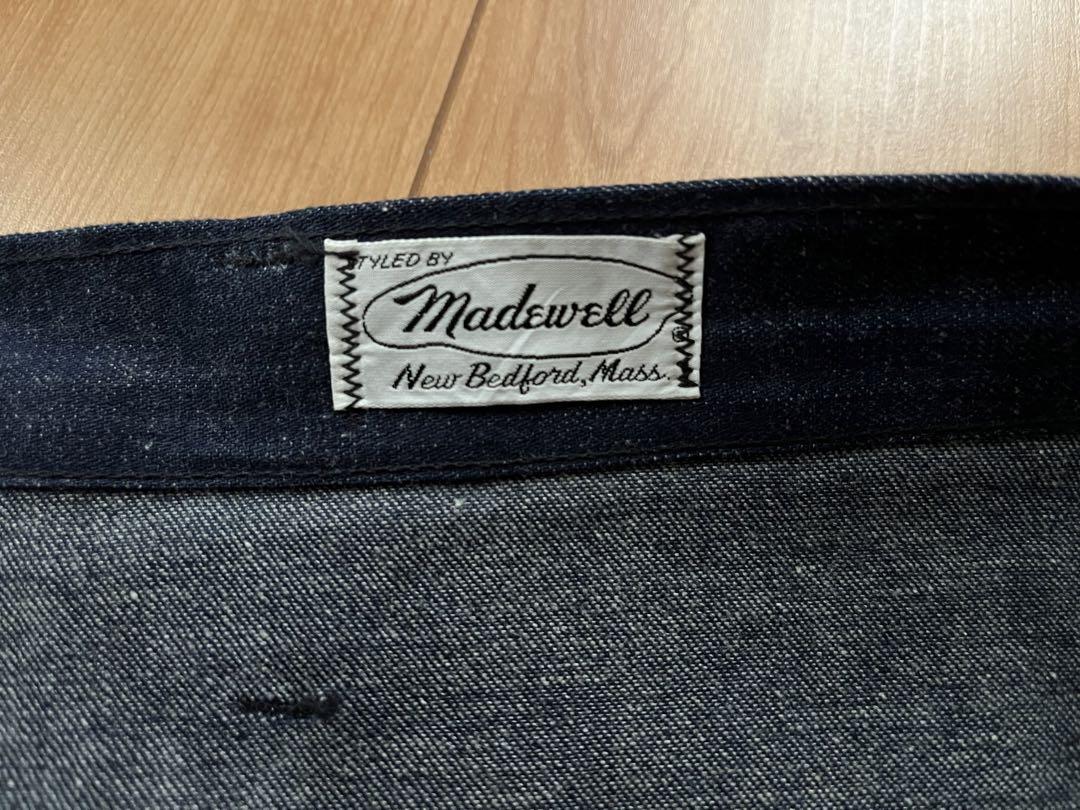 STYLED BY
Madewell
®
New Bedford, Mass.